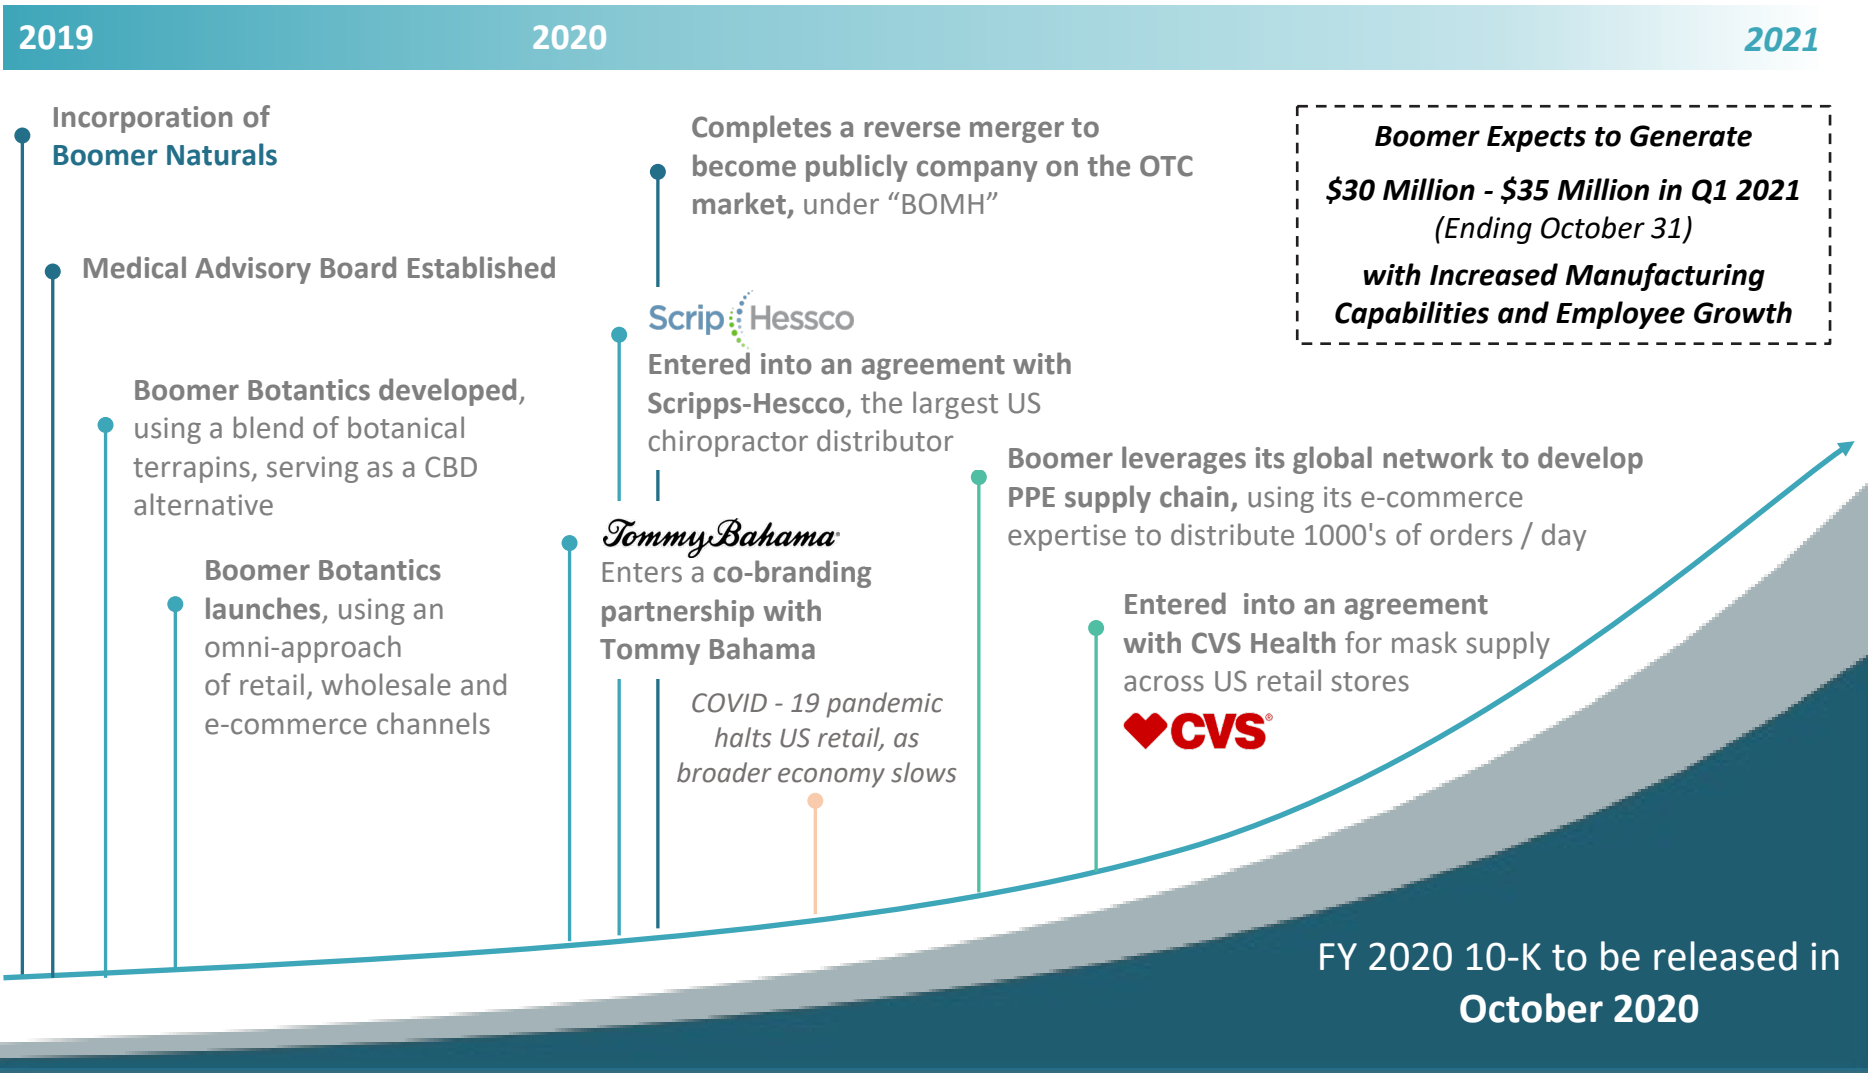 2019
2020
2021
Incorporation of
Boomer Naturals
Medical Advisory Board Established
Boomer Botantics developed,
using a blend of botanical
terrapins, serving as a CBD
alternative
Boomer Botantics
launches, using an
omni-approach
of retail, wholesale and
e-commerce channels
Completes a reverse merger to
become publicly company on the OTC
market, under “BOMH”
Scrip Hessco
Entered into an agreement with
Scripps-Hescco, the largest US
chiropractor distributor
Tommy Bahama
Enters a co-branding
partnership with
Tommy Bahama
COVID - 19 pandemic
halts US retail, as
broader economy slows
Boomer leverages its global network to develop
PPE supply chain, using its e-commerce
expertise to distribute 1000's of orders / day
Entered into an agreement
with CVS Health for mask supply
across US retail stores
CVS®
Boomer Expects to Generate
$30 Million - $35 Million in Q1 2021
(Ending October 31)
with Increased Manufacturing
Capabilities and Employee Growth
FY 2020 10-K to be released in
October 2020